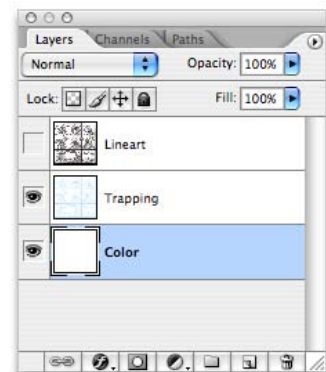 Layers Channels Paths
Normal Opacity: 100%
Lock: Fill: 100%
Lineart
Trapping
Color